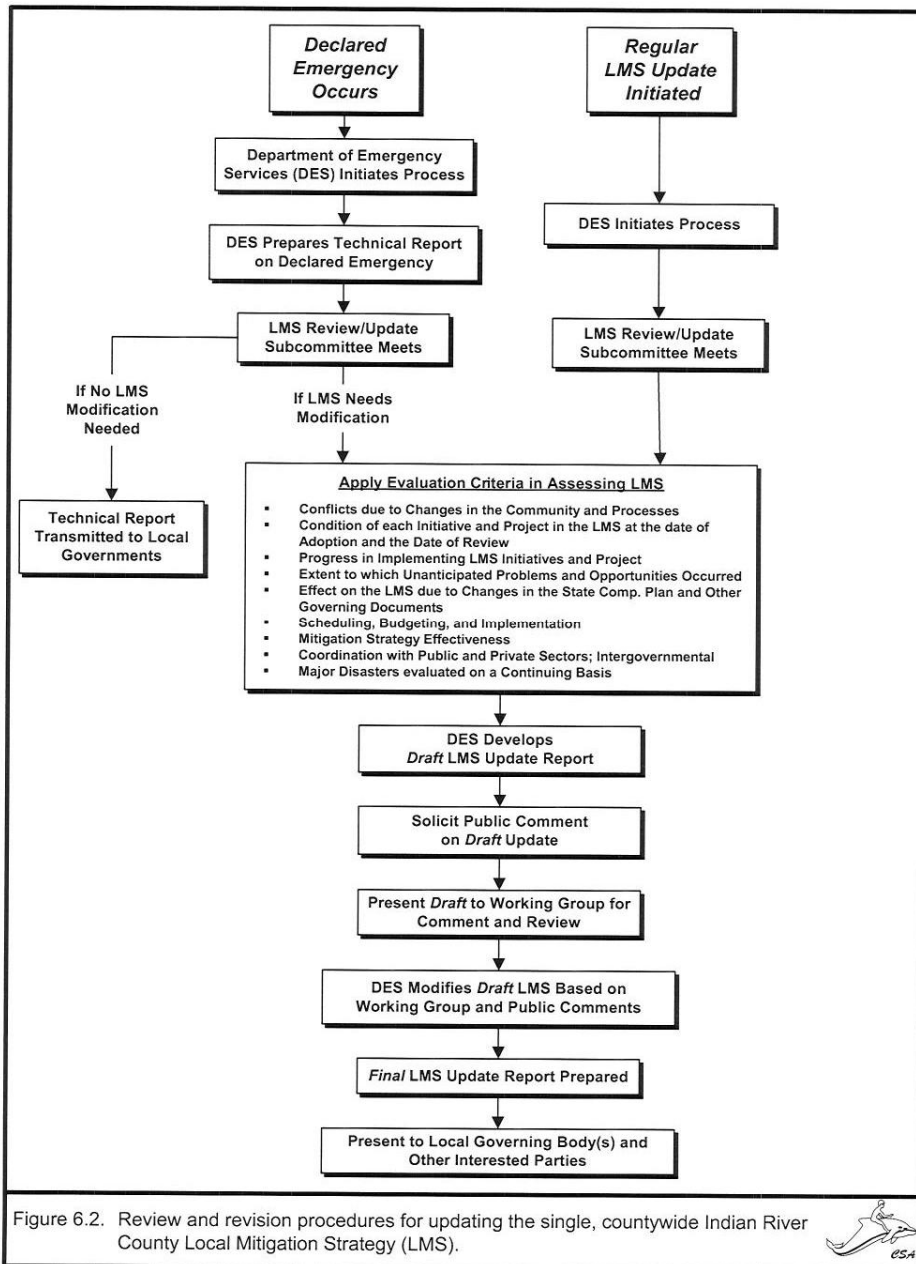 Declared
Emergency
Occurs
Regular
LMS Update
Initiated
Department of Emergency
Services (DES) Initiates Process
DES Initiates Process
DES Prepares Technical Report
on Declared Emergency
LMS Review/Update
Subcommittee Meets
LMS Review/Update
Subcommittee Meets
If No LMS
Modification
Needed
If LMS Needs
Modification
Technical Report
Transmitted to Local
Governments
Apply Evaluation Criteria in Assessing LMS
▪ Conflicts due to Changes in the Community and Processes
▪ Condition of each Initiative and Project in the LMS at the date of
Adoption and the Date of Review
▪ Progress in Implementing LMS Initiatives and Project
▪ Extent to which Unanticipated Problems and Opportunities Occurred
▪ Effect on the LMS due to Changes in the State Comp. Plan and Other
Governing Documents
▪ Scheduling, Budgeting, and Implementation
▪ Mitigation Strategy Effectiveness
▪ Coordination with Public and Private Sectors; Intergovernmental
▪ Major Disasters evaluated on a Continuing Basis
DES Develops
Draft LMS Update Report
Solicit Public Comment
on Draft Update
Present Draft to Working Group for
Comment and Review
DES Modifies Draft LMS Based on
Working Group and Public Comments
Final LMS Update Report Prepared
Present to Local Governing Body(s) and
Other Interested Parties
Figure 6.2. Review and revision procedures for updating the single, countywide Indian River
County Local Mitigation Strategy (LMS).
CSA